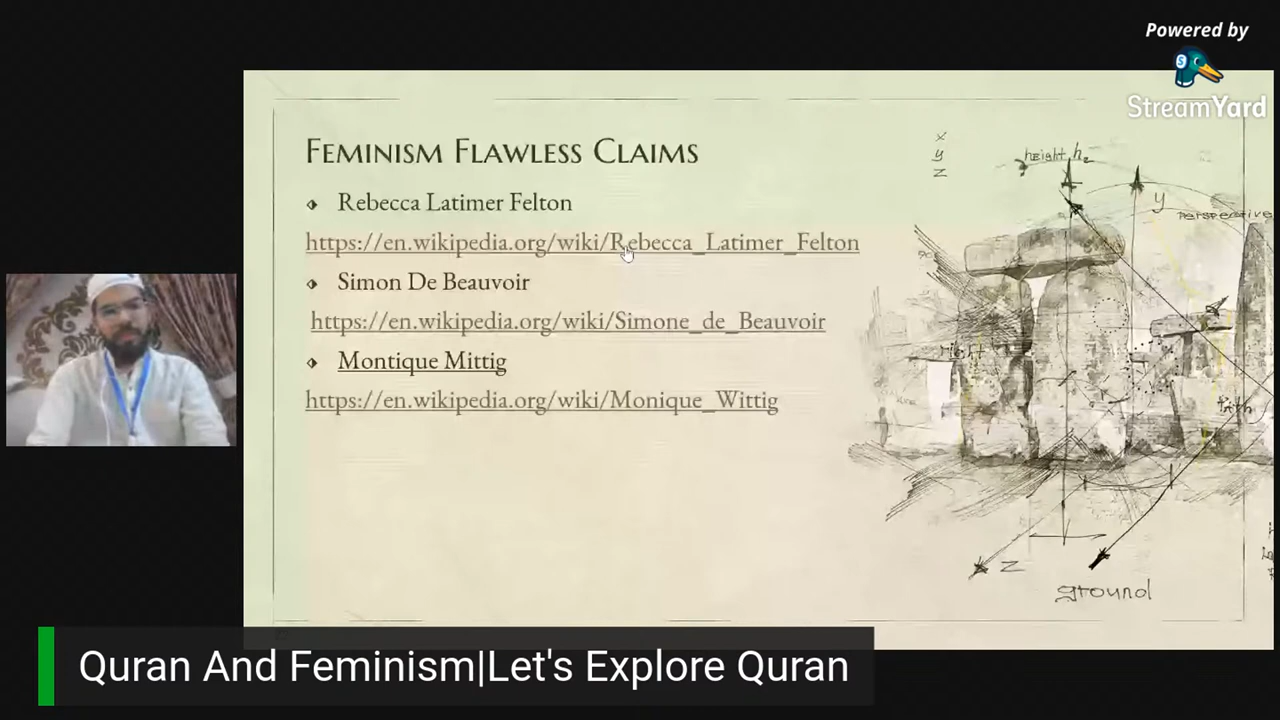 Powered by
StreamYard
FEMINISM FLAWLESS CLAIMS
Rebecca Latimer Felton
https://en.wikipedia.org/wiki/Rebecca_Latimer_Felton
Simon De Beauvoir
https://en.wikipedia.org/wiki/Simone_de_Beauvoir
Montique Mittig
https://en.wikipedia.org/wiki/Monique_Wittig
x
y
z
height h
y
perspective
Z
ground
Quran And Feminism|Let's Explore Quran